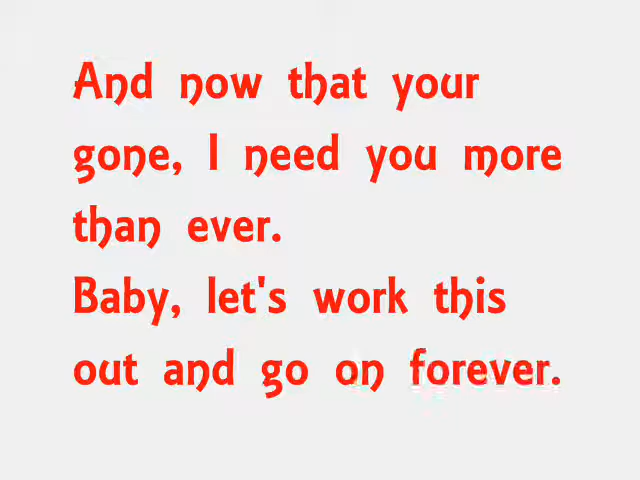 And now that your
gone, I need you more
than ever.
Baby, let's work this
out and go on forever.